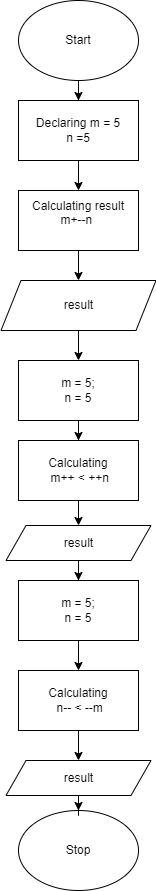 Start
Declaring m = 5
n =5
Calculating result
m+--n
result
m = 5;
n = 5
Calculating
m++ < ++n
result
m = 5;
n = 5
Calculating
n-- < --m
result
Stop